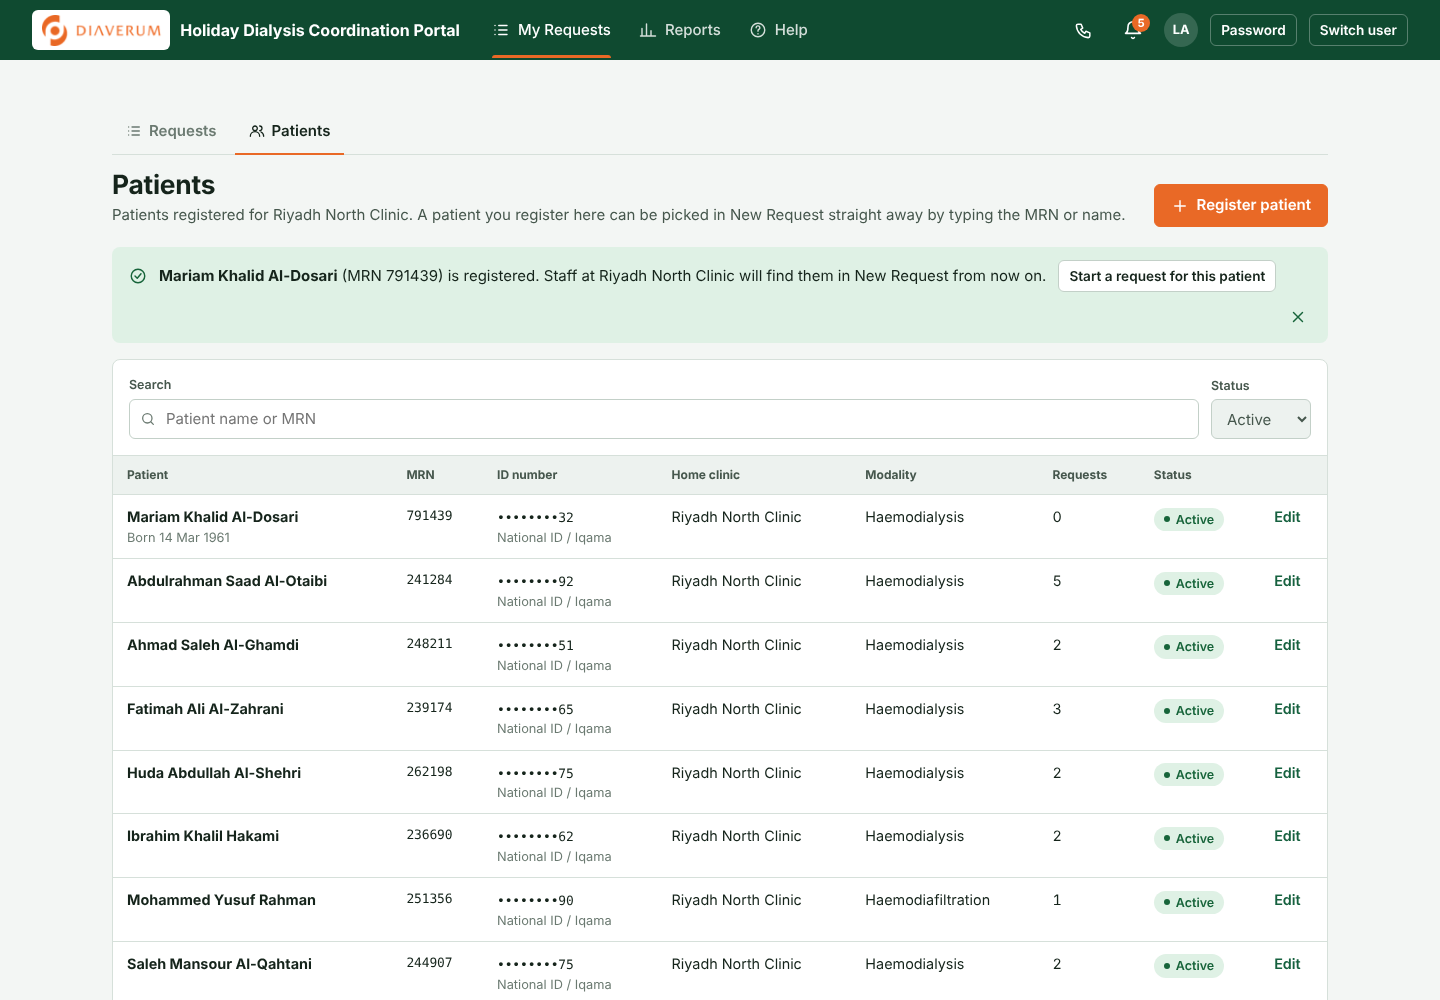 DIAVERUM
Holiday Dialysis Coordination Portal
My Requests
Reports
Help
5
LA
Password
Switch user
Requests
Patients
Patients
Patients registered for Riyadh North Clinic. A patient you register here can be picked in New Request straight away by typing the MRN or name.
Register patient
Mariam Khalid Al-Dosari (MRN 791439) is registered. Staff at Riyadh North Clinic will find them in New Request from now on.
Start a request for this patient
Search
Status
Patient name or MRN
Active
Patient MRN ID number Home clinic Modality Requests Status
Mariam Khalid Al-Dosari 791439 ••••••••32 Riyadh North Clinic Haemodialysis 0 Active Edit
Born 14 Mar 1961 National ID / Iqama
Abdulrahman Saad Al-Otaibi 241284 ••••••••92 Riyadh North Clinic Haemodialysis 5 Active Edit
National ID / Iqama
Ahmad Saleh Al-Ghamdi 248211 ••••••••51 Riyadh North Clinic Haemodialysis 2 Active Edit
National ID / Iqama
Fatimah Ali Al-Zahrani 239174 ••••••••65 Riyadh North Clinic Haemodialysis 3 Active Edit
National ID / Iqama
Huda Abdullah Al-Shehri 262198 ••••••••75 Riyadh North Clinic Haemodialysis 2 Active Edit
National ID / Iqama
Ibrahim Khalil Hakami 236690 ••••••••62 Riyadh North Clinic Haemodialysis 2 Active Edit
National ID / Iqama
Mohammed Yusuf Rahman 251356 ••••••••90 Riyadh North Clinic Haemodiafiltration 1 Active Edit
National ID / Iqama
Saleh Mansour Al-Qahtani 244907 ••••••••75 Riyadh North Clinic Haemodialysis 2 Active Edit
National ID / Iqama